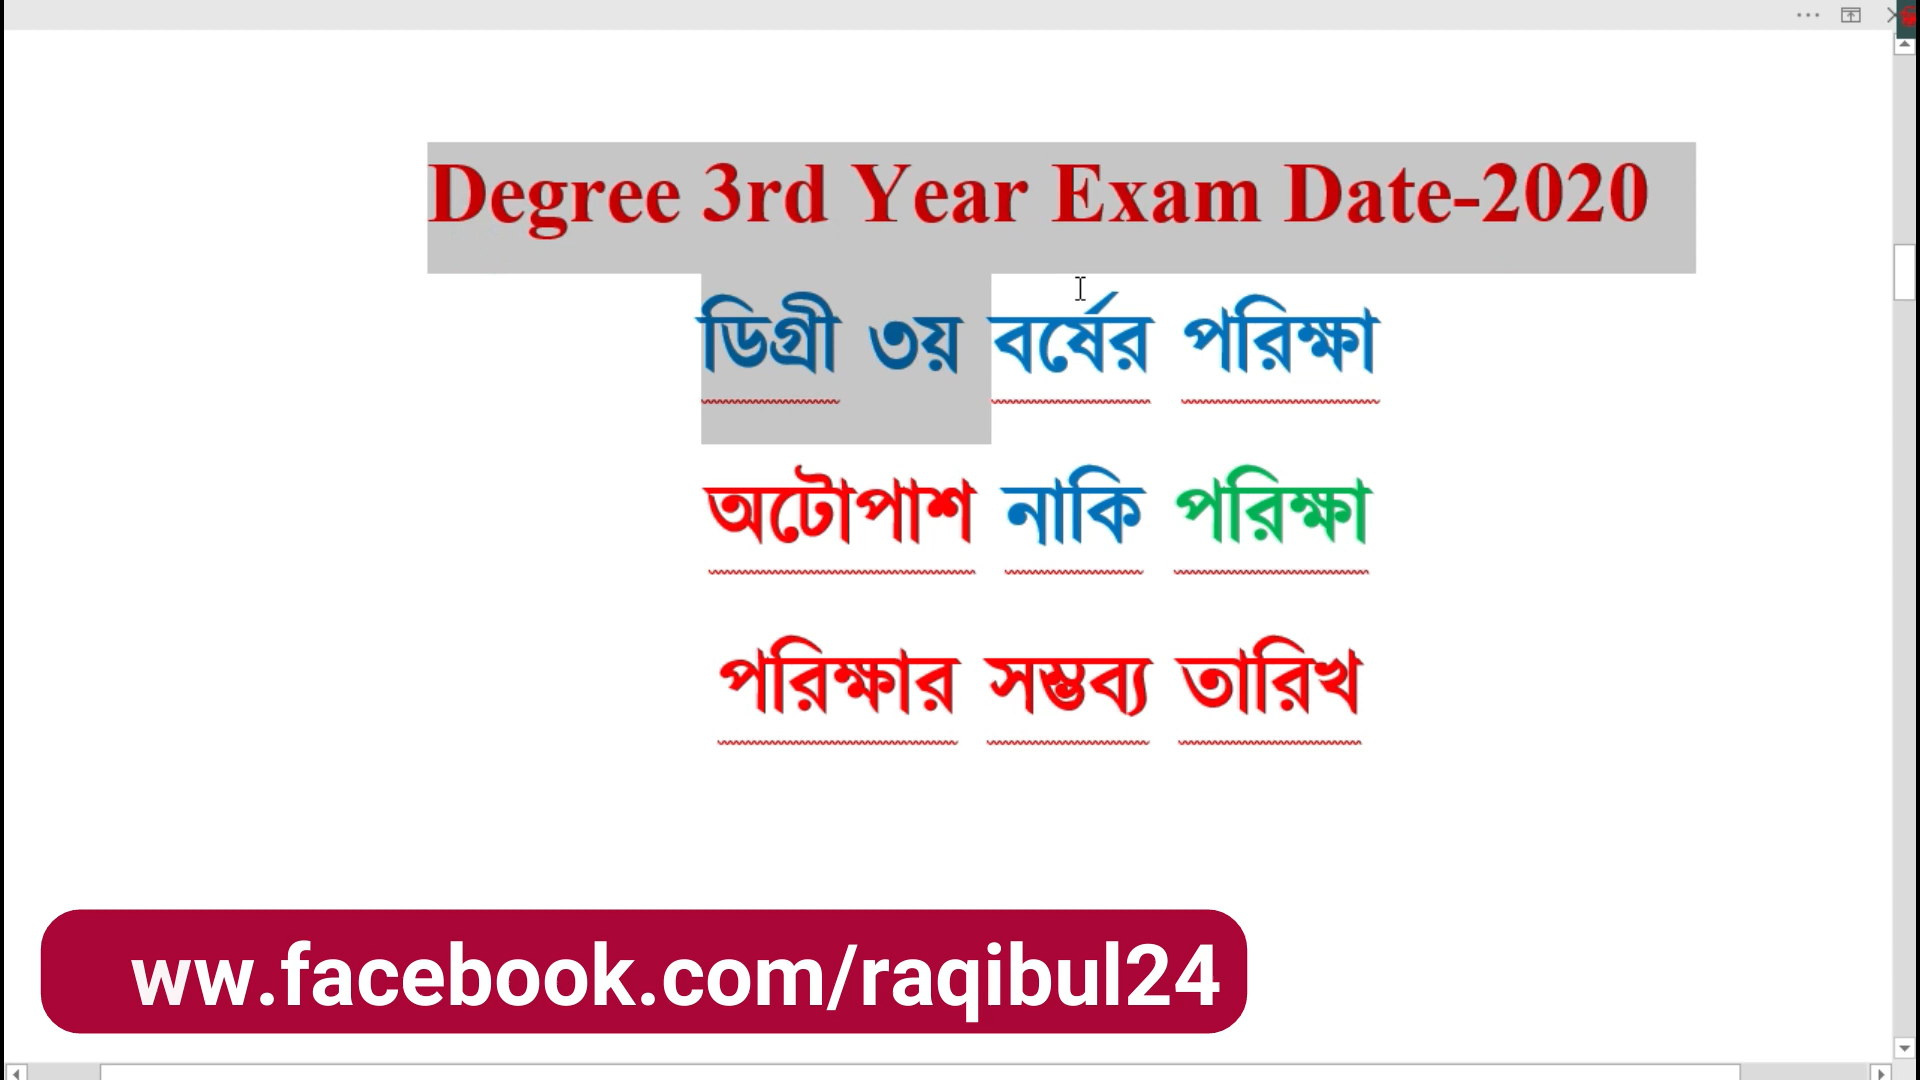 Degree 3rd Year Exam Date-2020
ডিগ্রী ৩য় বর্ষের পরিক্ষা
অটোপাশ নাকি পরিক্ষা
পরিক্ষার সম্ভব্য তারিখ
ww.facebook.com/raqibul24